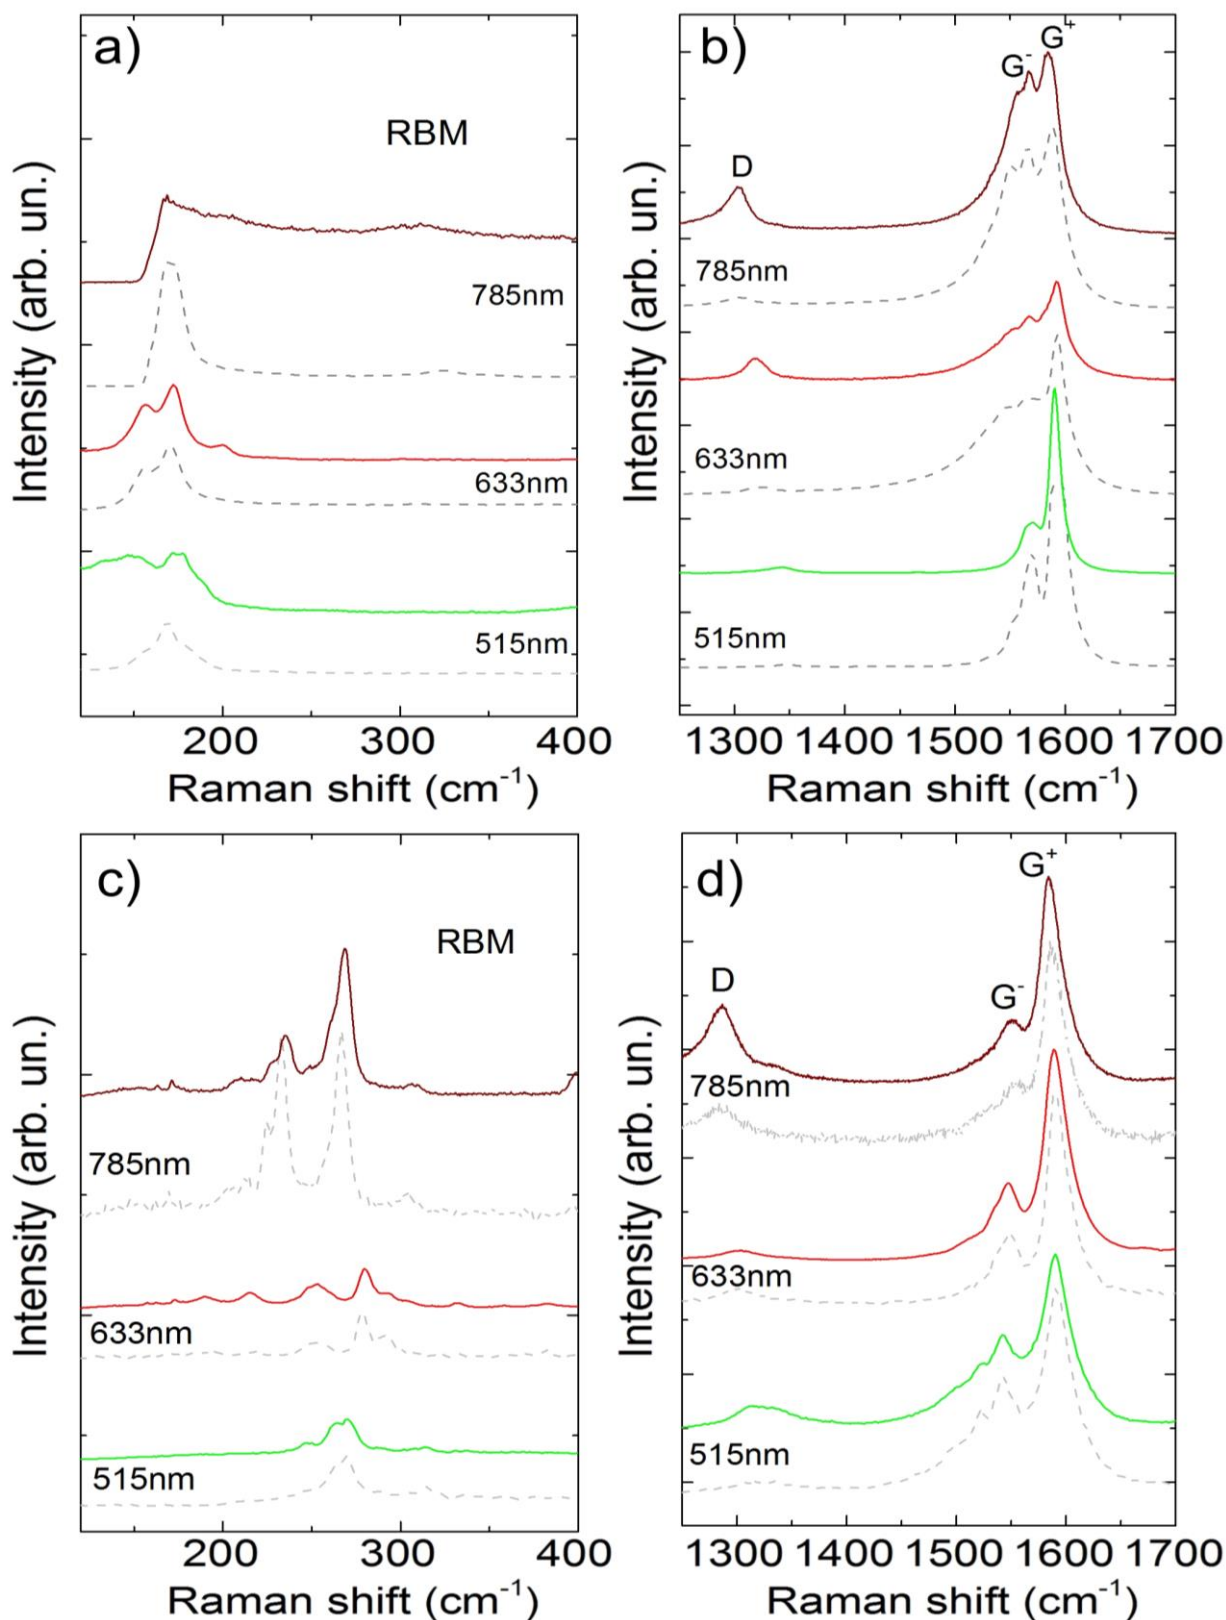 a)
RBM
785nm
633nm
515nm
200 300 400
Raman shift (cm⁻¹)
Intensity (arb. un.)
b)
G⁻
G⁺
D
785nm
633nm
515nm
1300 1400 1500 1600 1700
Raman shift (cm⁻¹)
Intensity (arb. un.)
c)
RBM
785nm
633nm
515nm
200 300 400
Raman shift (cm⁻¹)
Intensity (arb. un.)
d)
G⁺
D
G⁻
785nm
633nm
515nm
1300 1400 1500 1600 1700
Raman shift (cm⁻¹)
Intensity (arb. un.)